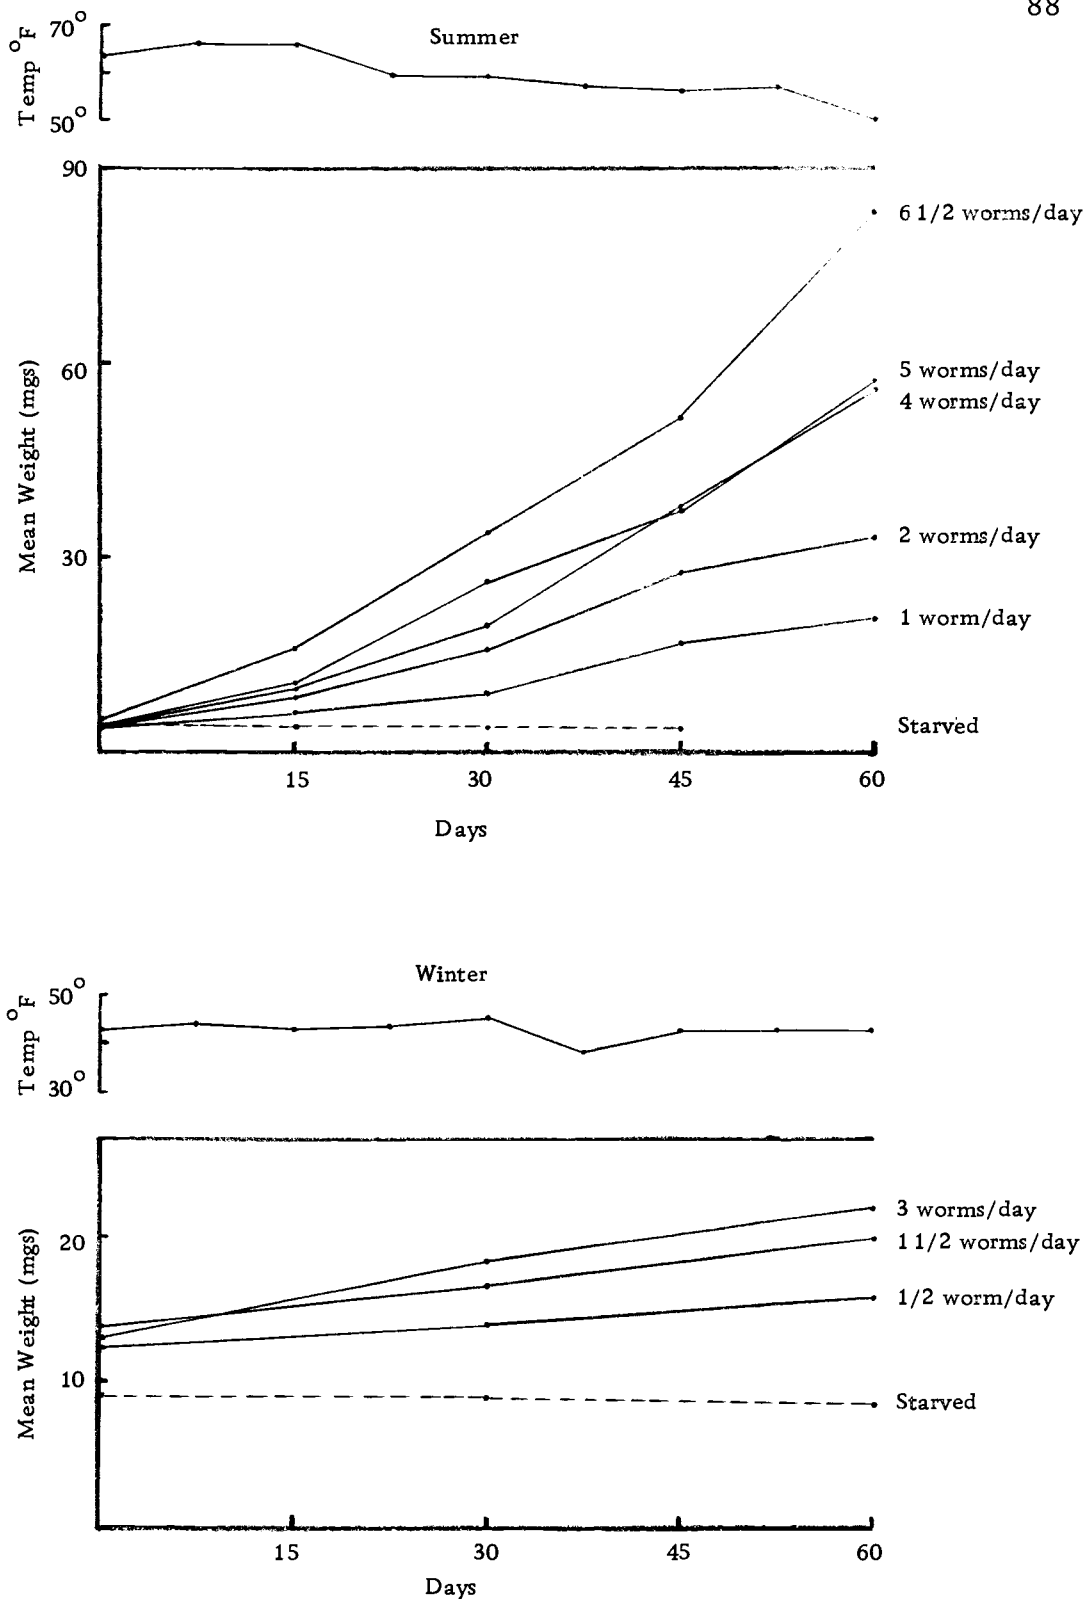 88
Summer
Temp °F
70°
50°
Mean Weight (mgs)
90
60
30
6 1/2 worms/day
5 worms/day
4 worms/day
2 worms/day
1 worm/day
Starved
15 30 45 60
Days
Winter
Temp °F
50°
30°
Mean Weight (mgs)
20
10
3 worms/day
1 1/2 worms/day
1/2 worm/day
Starved
15 30 45 60
Days